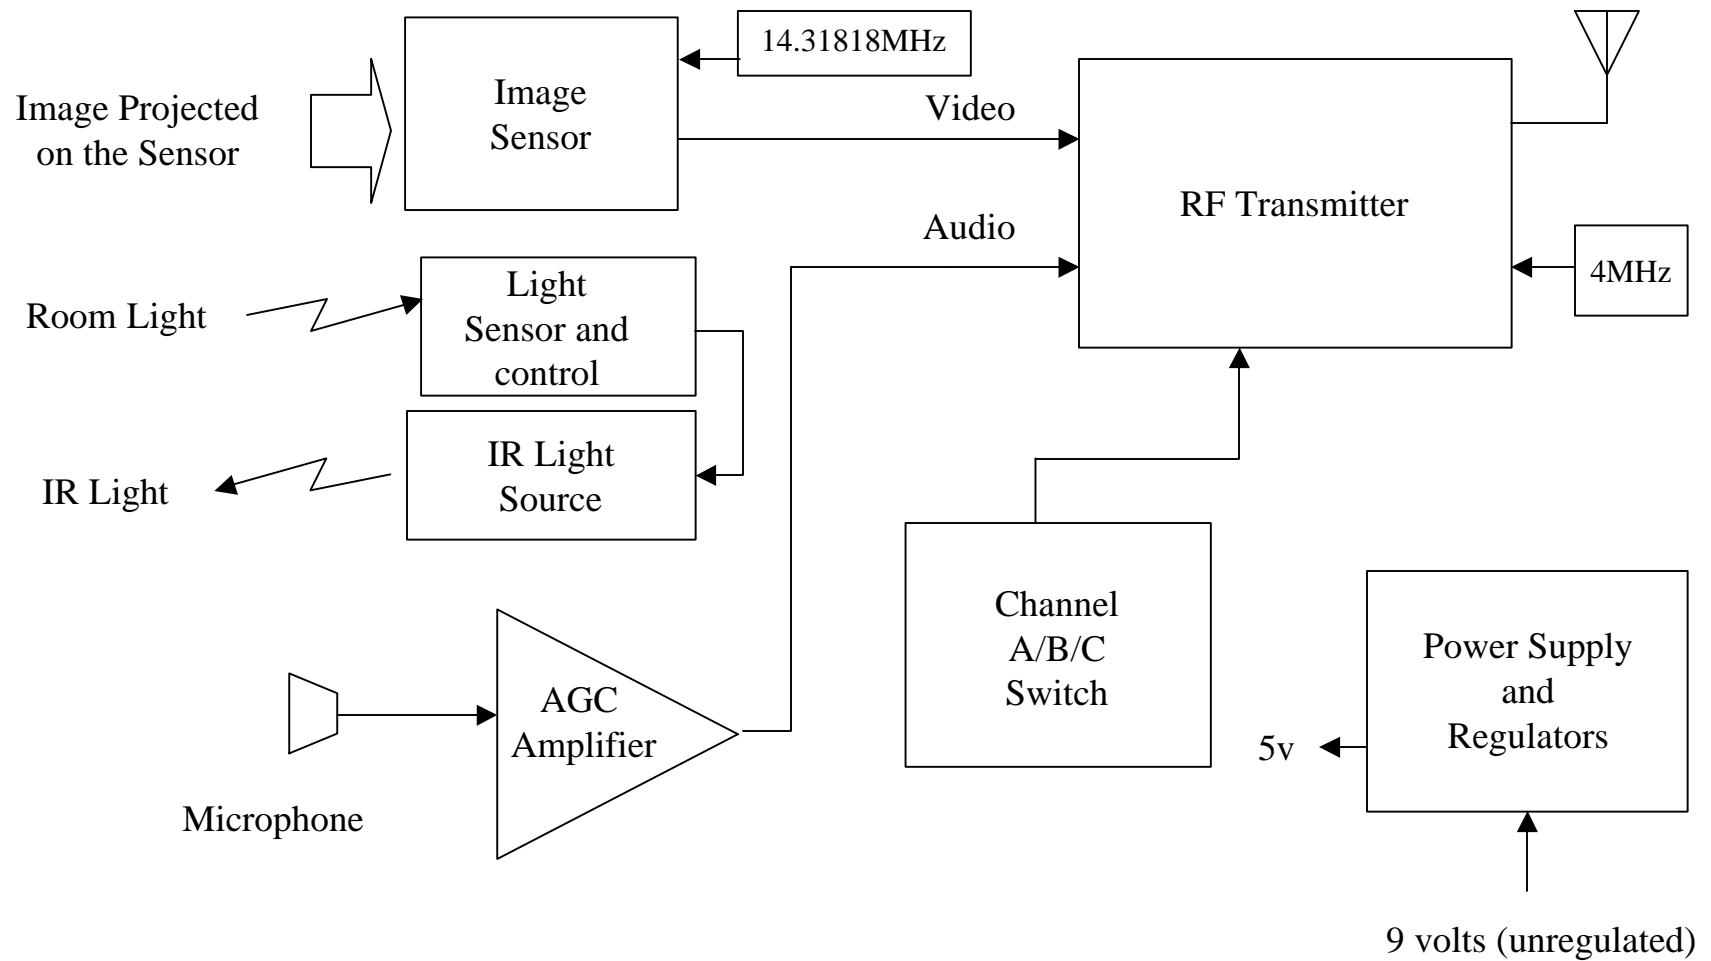 14.31818MHz
Image Projected
on the Sensor
Image
Sensor
Video
RF Transmitter
Audio
4MHz
Room Light
Light
Sensor and
control
IR Light
IR Light
Source
Channel
A/B/C
Switch
Power Supply
and
Regulators
5v
AGC
Amplifier
Microphone
9 volts (unregulated)